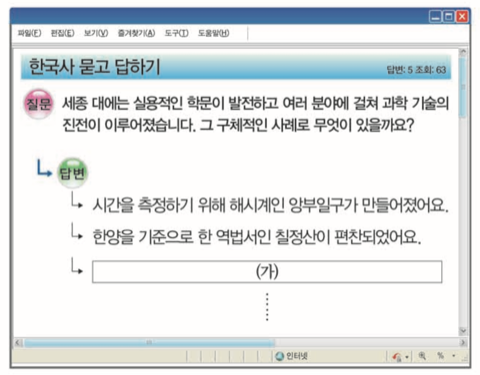 파일(F) 편집(E) 보기(V) 즐겨찾기(A) 도구(T) 도움말(H)
한국사 묻고 답하기 답변: 5 조회: 63
질문 세종 대에는 실용적인 학문이 발전하고 여러 분야에 걸쳐 과학 기술의
진전이 이루어졌습니다. 그 구체적인 사례로 무엇이 있을까요?
답변
시간을 측정하기 위해 해시계인 앙부일구가 만들어졌어요.
한양을 기준으로 한 역법서인 칠정산이 편찬되었어요.
(가)
인터넷 %